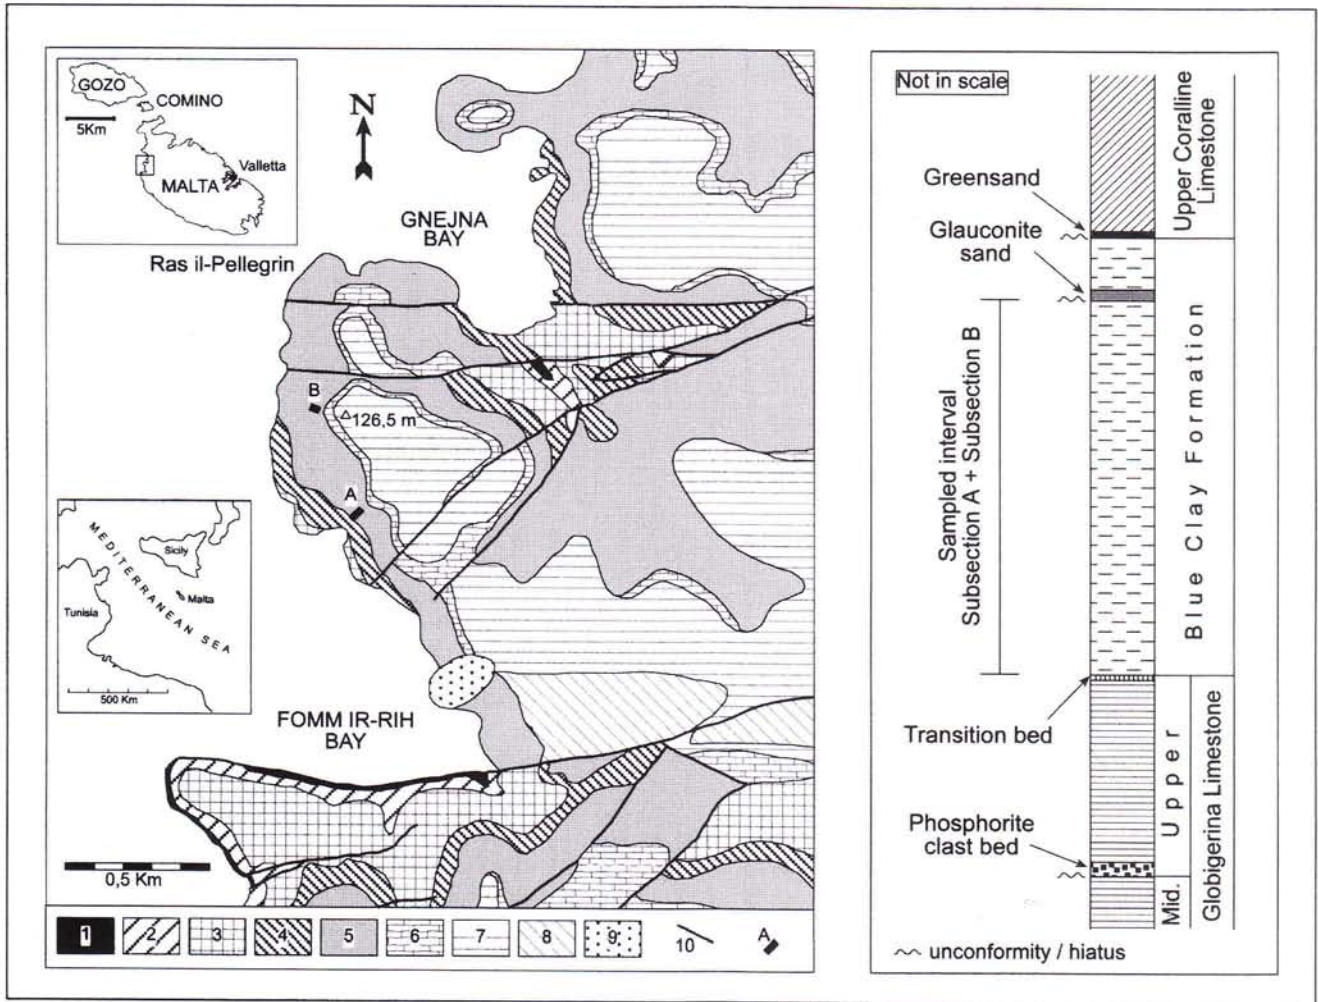 GOZO
COMINO
5Km
Valletta
MALTA
N
GNEJNA
BAY
Ras il-Pellegrin
B
126,5 m
A
MEDITERRANEAN SEA
Sicily
Malta
Tunisia
500 Km
FOMM IR-RIH
BAY
0,5 Km
1
2
3
4
5
6
7
8
9
10
A
Not in scale
Greensand
Glauconite
sand
Sampled interval
Subsection A + Subsection B
Transition bed
Phosphorite
clast bed
Upper Coralline
Limestone
Blue Clay Formation
Upper
Mid.
Globigerina Limestone
unconformity / hiatus